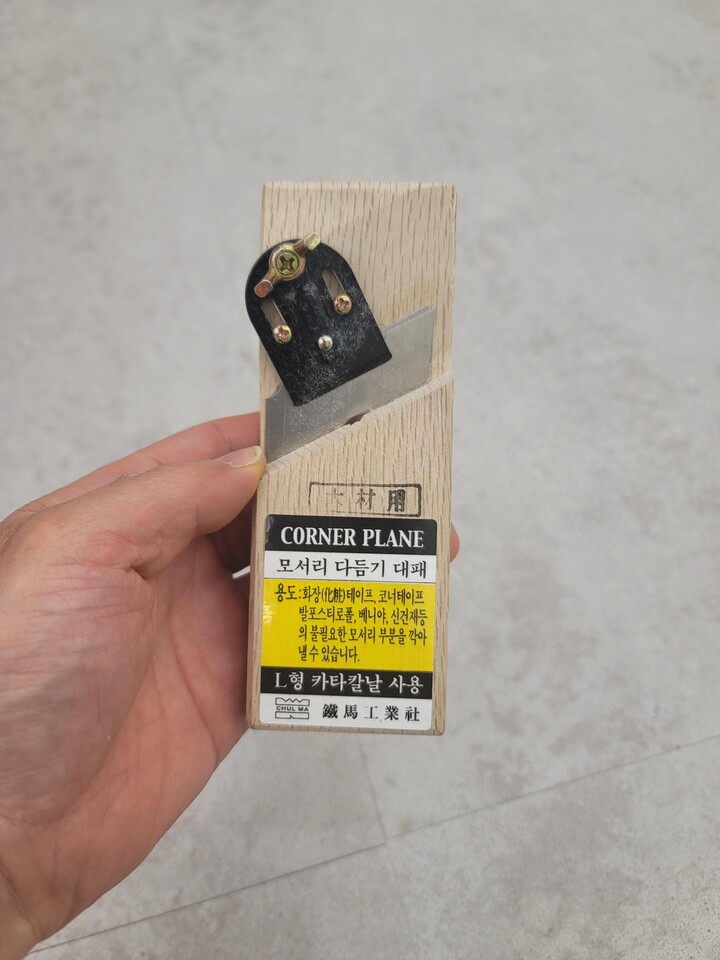 木材用
CORNER PLANE
모서리 다듬기 대패
용도:화장(化粧)테이프, 코너테이프
발포스티로폴, 베니아, 신건재등
의 불필요한 모서리 부분을 깍아
낼 수 있습니다.
L형 카타칼날 사용
CHUL MA 鐵馬工業社